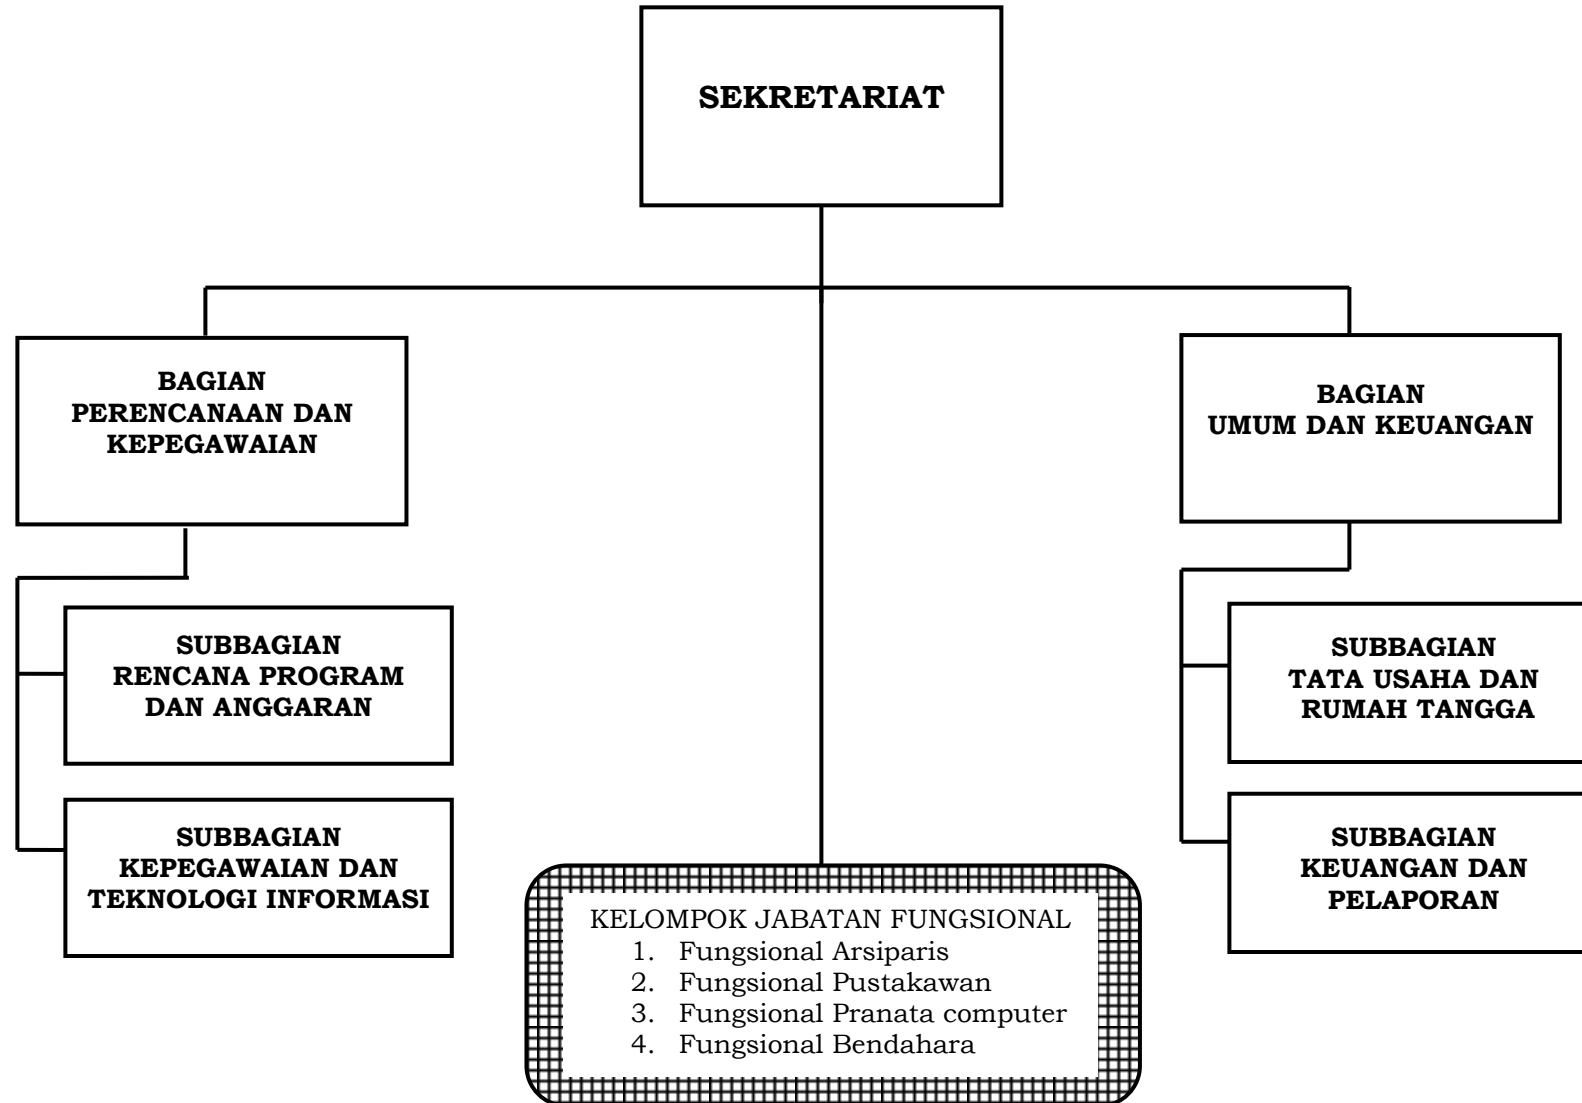 SEKRETARIAT
BAGIAN
PERENCANAAN DAN
KEPEGAWAIAN
BAGIAN
UMUM DAN KEUANGAN
SUBBAGIAN
RENCANA PROGRAM
DAN ANGGARAN
SUBBAGIAN
TATA USAHA DAN
RUMAH TANGGA
SUBBAGIAN
KEPEGAWAIAN DAN
TEKNOLOGI INFORMASI
SUBBAGIAN
KEUANGAN DAN
PELAPORAN
KELOMPOK JABATAN FUNGSIONAL
1. Fungsional Arsiparis
2. Fungsional Pustakawan
3. Fungsional Pranata computer
4. Fungsional Bendahara